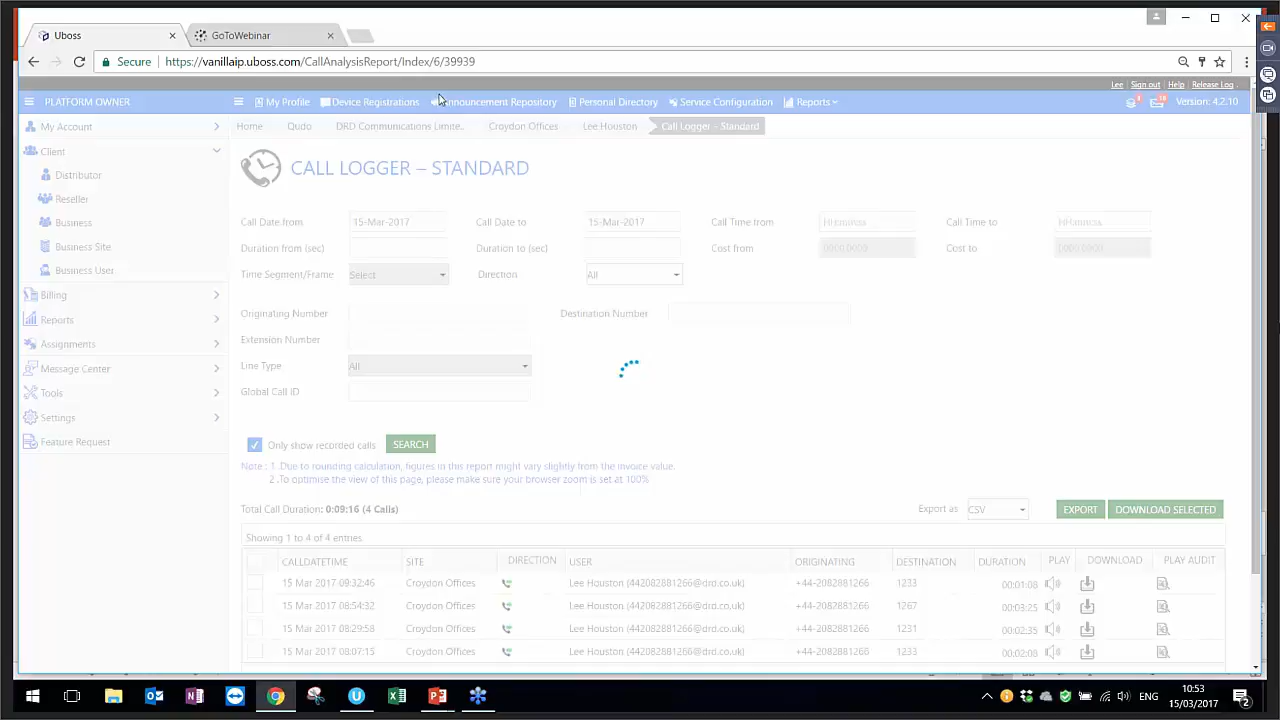 Uboss
GoToWebinar
Secure https://vanillaip.uboss.com/CallAnalysisReport/Index/6/39939
Lee Sign out Help Release Log
PLATFORM OWNER My Profile Device Registrations Announcement Repository Personal Directory Service Configuration Reports Version: 4.2.10
My Account
Client
Distributor
Reseller
Business
Business Site
Business User
Billing
Reports
Assignments
Message Center
Tools
Settings
Feature Request
Home Qudo DRD Communications Limite.. Croydon Offices Lee Houston Call Logger - Standard
CALL LOGGER – STANDARD
Call Date from 15-Mar-2017 Call Date to 15-Mar-2017 Call Time from HH:mm:ss Call Time to HH:mm:ss
Duration from (sec) Duration to (sec) Cost from 0000.0000 Cost to 0000.0000
Time Segment/Frame Select Direction All
Originating Number Destination Number
Extension Number
Line Type All
Global Call ID
Only show recorded calls SEARCH
Note : 1 .Due to rounding calculation, figures in this report might vary slightly from the invoice value.
2 .To optimise the view of this page, please make sure your browser zoom is set at 100%
Total Call Duration: 0:09:16 (4 Calls) Export as CSV EXPORT DOWNLOAD SELECTED
Showing 1 to 4 of 4 entries
CALLDATETIME SITE DIRECTION USER ORIGINATING DESTINATION DURATION PLAY DOWNLOAD PLAY AUDIT
15 Mar 2017 09:32:46 Croydon Offices Lee Houston (442082881266@drd.co.uk) +44-2082881266 1233 00:01:08
15 Mar 2017 08:54:32 Croydon Offices Lee Houston (442082881266@drd.co.uk) +44-2082881266 1267 00:03:25
15 Mar 2017 08:29:58 Croydon Offices Lee Houston (442082881266@drd.co.uk) +44-2082881266 1231 00:02:35
15 Mar 2017 08:07:15 Croydon Offices Lee Houston (442082881266@drd.co.uk) +44-2082881266 1233 00:02:08
ENG
10:53
15/03/2017
2